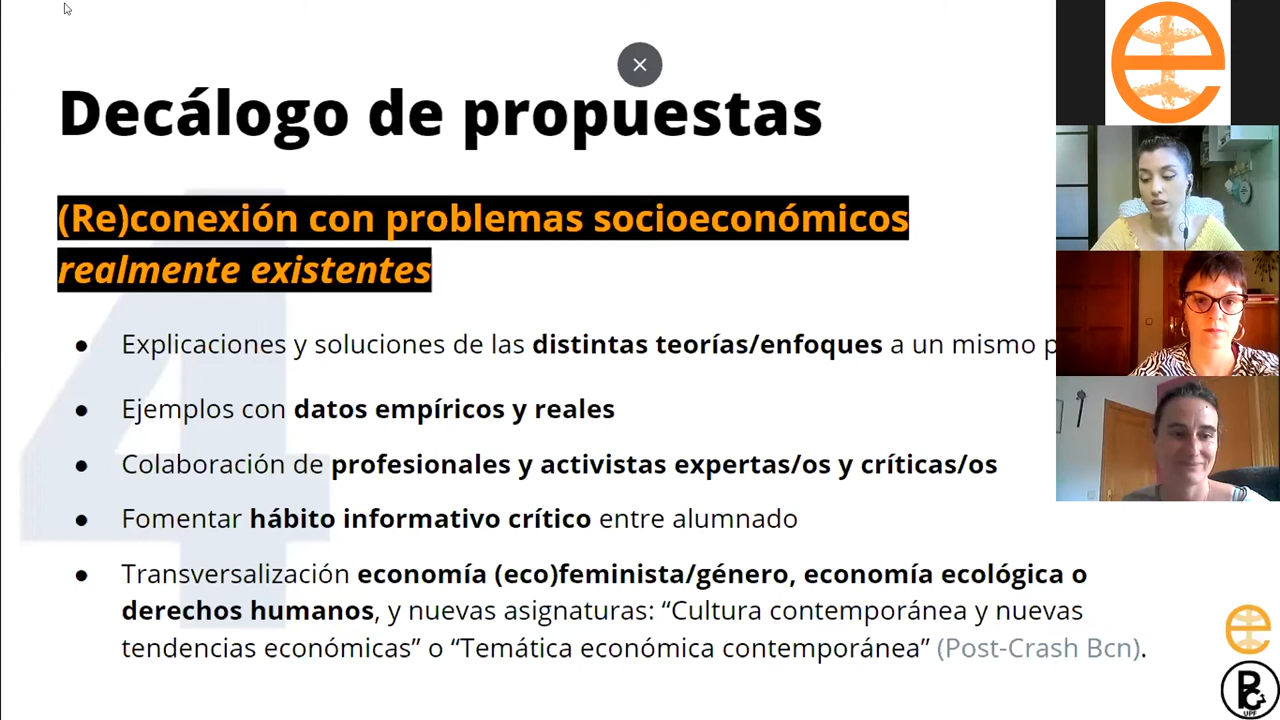 Decálogo de propuestas
(Re)conexión con problemas socioeconómicos
realmente existentes
● Explicaciones y soluciones de las distintas teorías/enfoques a un mismo
● Ejemplos con datos empíricos y reales
● Colaboración de profesionales y activistas expertas/os y críticas/os
● Fomentar hábito informativo crítico entre alumnado
● Transversalización economía (eco)feminista/género, economía ecológica o
derechos humanos, y nuevas asignaturas: “Cultura contemporánea y nuevas
tendencias económicas” o “Temática económica contemporánea” (Post-Crash Bcn).
4
e
e
UPF